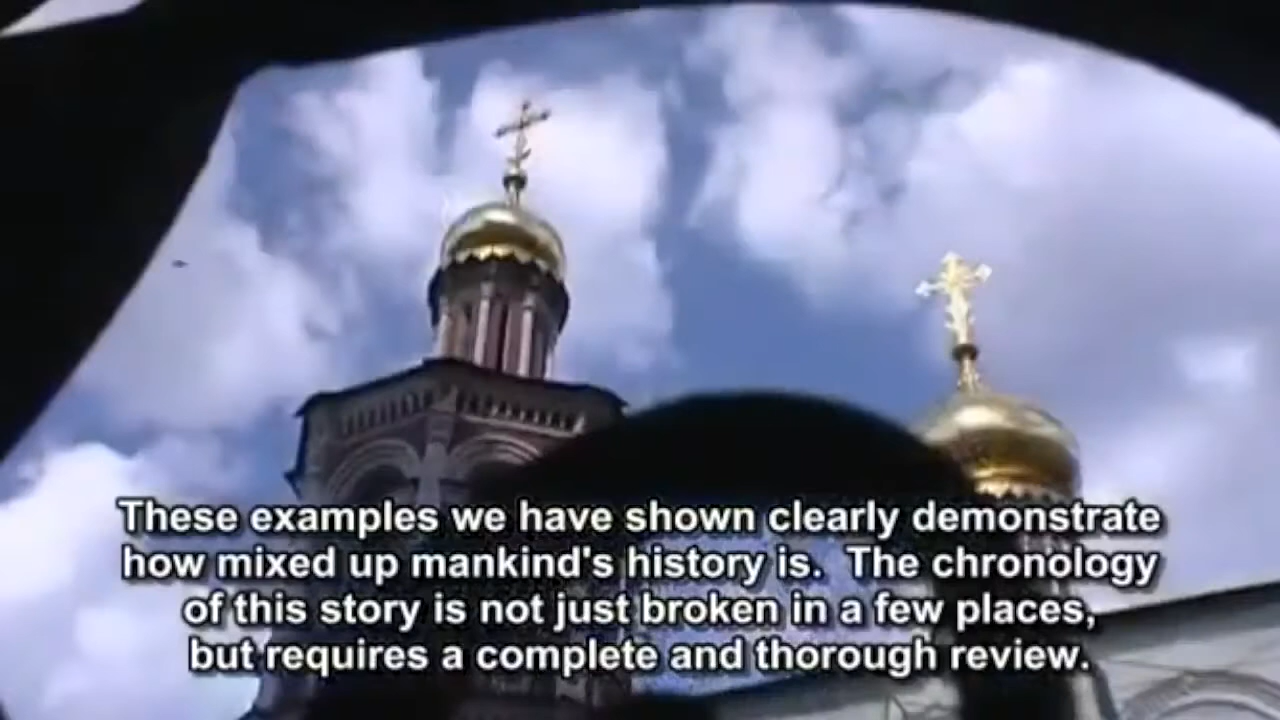 These examples we have shown clearly demonstrate
how mixed up mankind's history is.  The chronology
of this story is not just broken in a few places,
but requires a complete and thorough review.